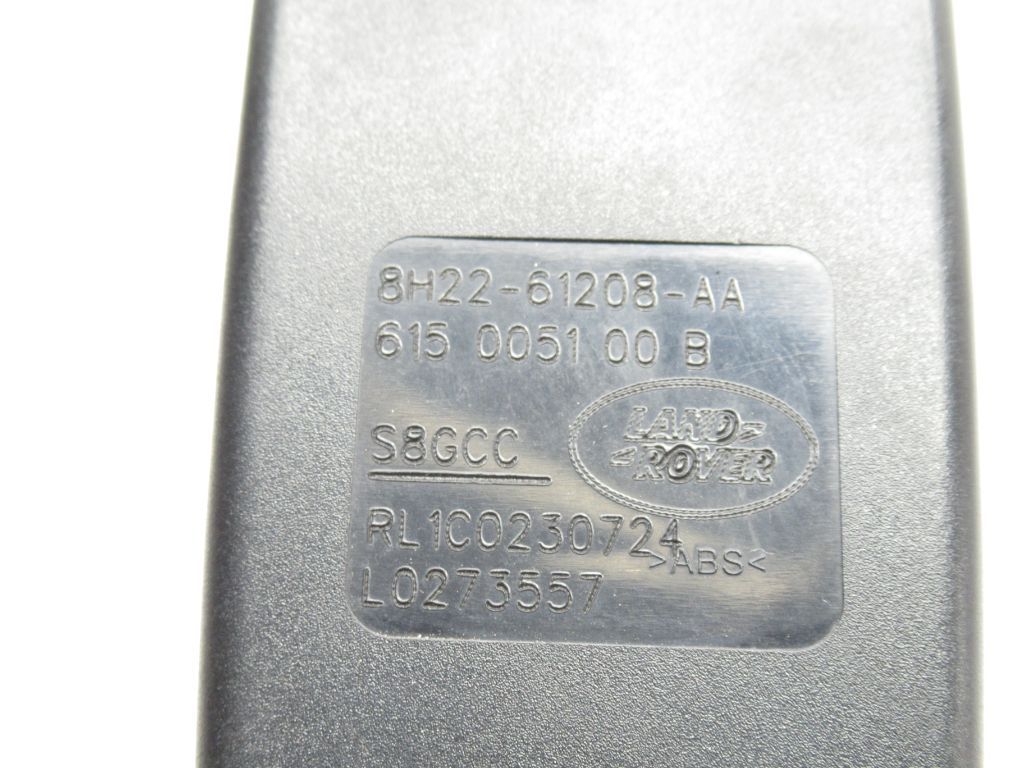 8H22-61208-AA
615 0051 00 B
LAND-
-ROVER
S8GCC
RL1C0230724
>ABS<
L0273557